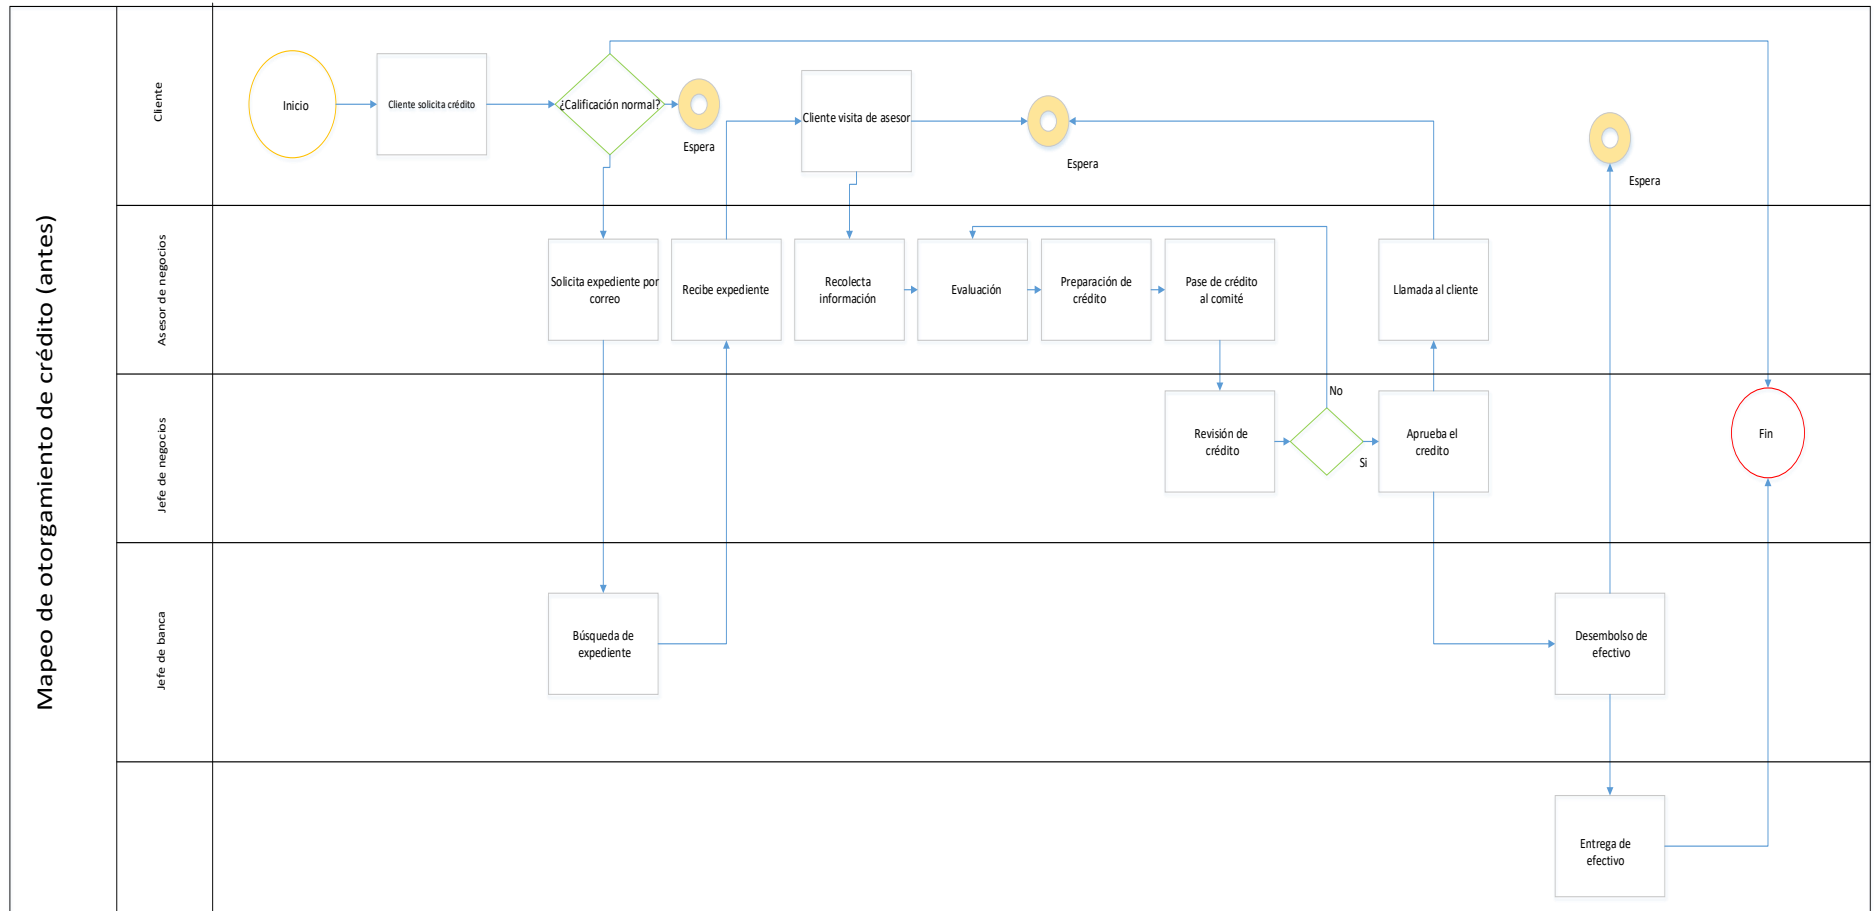 Mapeo de otorgamiento de crédito (antes)
Cliente
Inicio
Cliente solicita crédito
¿Calificación normal?
Espera
Cliente visita de asesor
Espera
Espera
Asesor de negocios
Solicita expediente por
correo
Recibe expediente
Recolecta
información
Evaluación
Preparación de
crédito
Pase de crédito
al comité
Llamada al cliente
Jefe de negocios
Revisión de
crédito
No
Si
Aprueba el
credito
Fin
Jefe de banca
Búsqueda de
expediente
Desembolso de
efectivo
Entrega de
efectivo